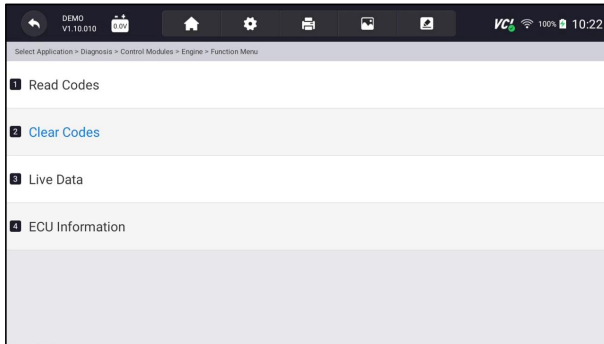 DEMO
V1.10.010
0.0V
VCI
100%
10:22
Select Application > Diagnosis > Control Modules > Engine > Function Menu
1 Read Codes
2 Clear Codes
3 Live Data
4 ECU Information